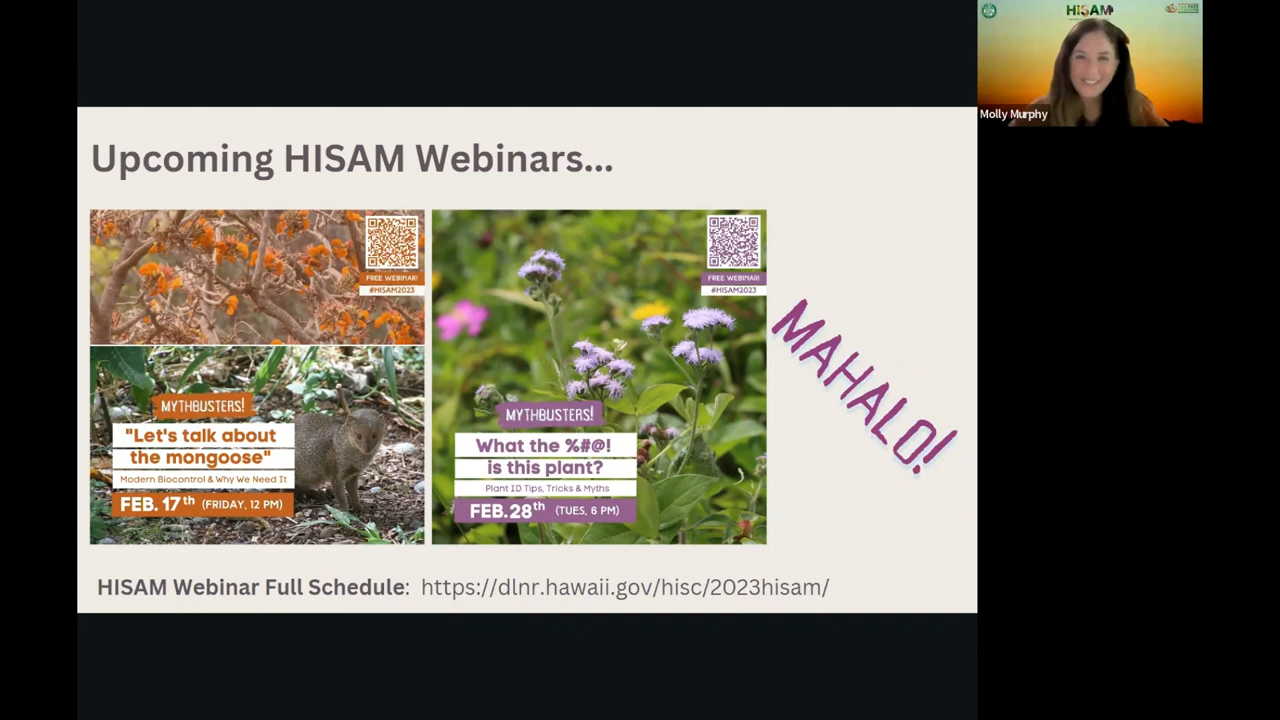 HISAM
Molly Murphy
Upcoming HISAM Webinars...
FREE WEBINAR!
#HISAM2023
MYTHBUSTERS!
"Let's talk about
the mongoose"
Modern Biocontrol & Why We Need It
FEB. 17th (FRIDAY, 12 PM)
FREE WEBINAR!
#HISAM2023
MYTHBUSTERS!
What the %#@!
is this plant?
Plant ID Tips, Tricks & Myths
FEB.28th (TUES, 6 PM)
MAHALO!
HISAM Webinar Full Schedule: https://dlnr.hawaii.gov/hisc/2023hisam/